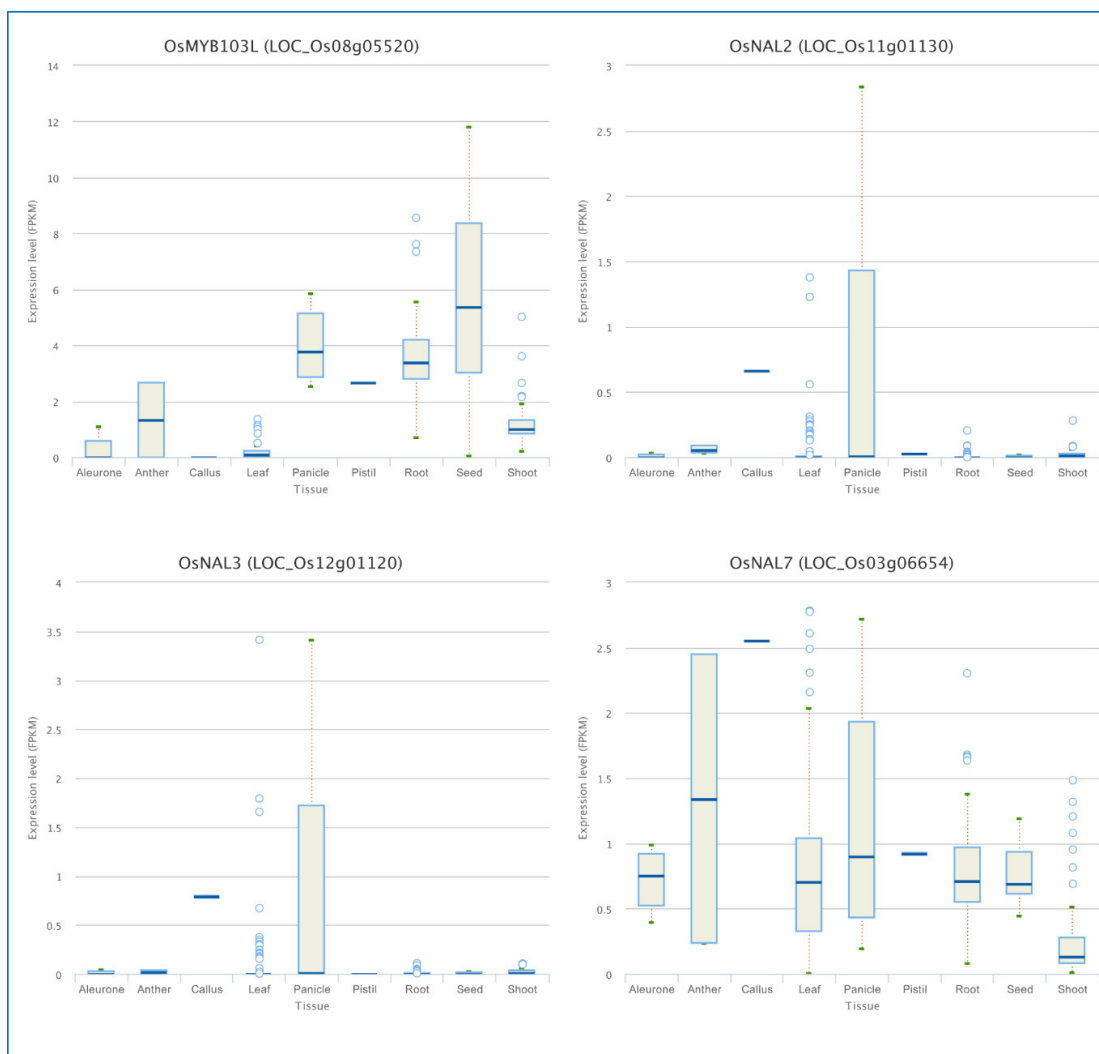 OsMYB103L (LOC_Os08g05520)
14
12
10
8
6
4
2
0
Expression level (FPKM)
Aleurone Anther Callus Leaf Panicle Pistil Root Seed Shoot
Tissue
OsNAL2 (LOC_Os11g01130)
3
2.5
2
1.5
1
0.5
0
Expression level (FPKM)
Aleurone Anther Callus Leaf Panicle Pistil Root Seed Shoot
Tissue
OsNAL3 (LOC_Os12g01120)
4
3.5
3
2.5
2
1.5
1
0.5
0
Expression level (FPKM)
Aleurone Anther Callus Leaf Panicle Pistil Root Seed Shoot
Tissue
OsNAL7 (LOC_Os03g06654)
3
2.5
2
1.5
1
0.5
0
Expression level (FPKM)
Aleurone Anther Callus Leaf Panicle Pistil Root Seed Shoot
Tissue